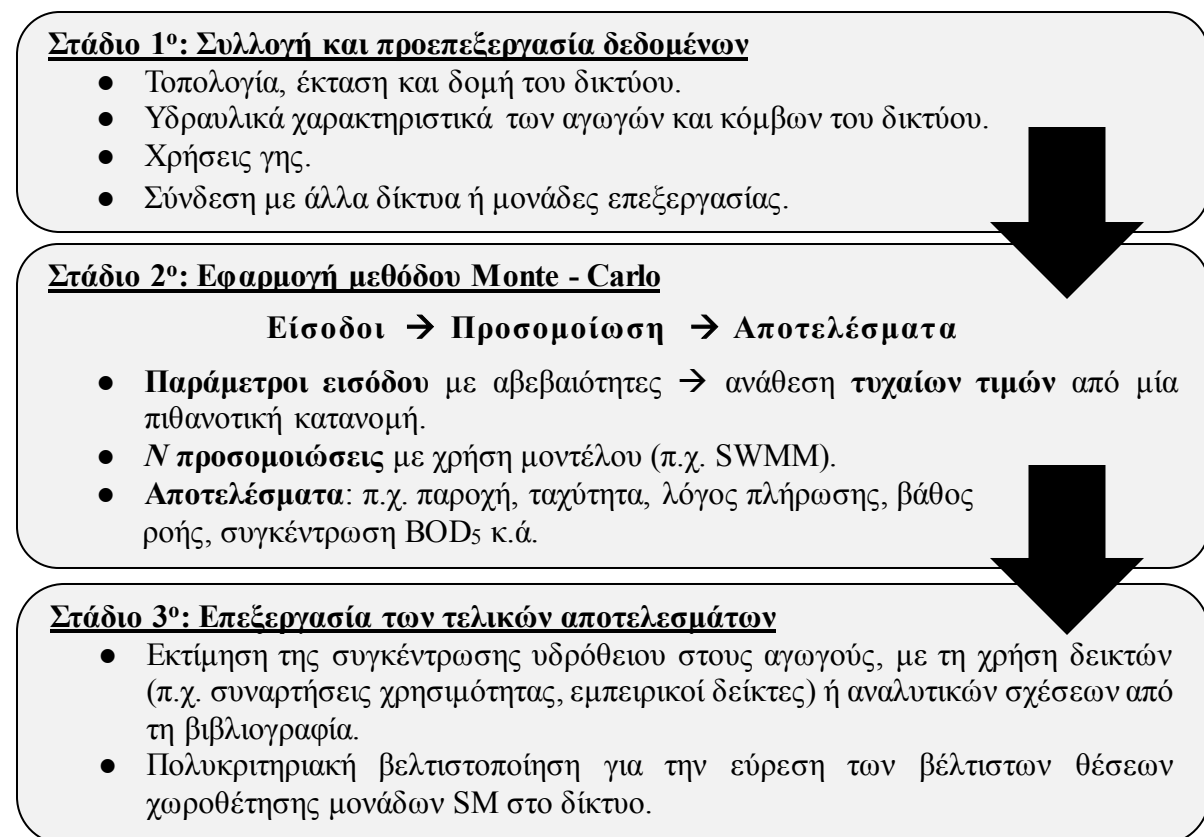 Στάδιο 1ο: Συλλογή και προεπεξεργασία δεδομένων
● Τοπολογία, έκταση και δομή του δικτύου.
● Υδραυλικά χαρακτηριστικά των αγωγών και κόμβων του δικτύου.
● Χρήσεις γης.
● Σύνδεση με άλλα δίκτυα ή μονάδες επεξεργασίας.
Στάδιο 2ο: Εφαρμογή μεθόδου Monte - Carlo
Είσοδοι → Προσομοίωση → Αποτελέσματα
● Παράμετροι εισόδου με αβεβαιότητες → ανάθεση τυχαίων τιμών από μία
πιθανοτική κατανομή.
● N προσομοιώσεις με χρήση μοντέλου (π.χ. SWMM).
● Αποτελέσματα: π.χ. παροχή, ταχύτητα, λόγος πλήρωσης, βάθος
ροής, συγκέντρωση BOD5 κ.ά.
Στάδιο 3ο: Επεξεργασία των τελικών αποτελεσμάτων
● Εκτίμηση της συγκέντρωσης υδρόθειου στους αγωγούς, με τη χρήση δεικτών
(π.χ. συναρτήσεις χρησιμότητας, εμπειρικοί δείκτες) ή αναλυτικών σχέσεων από
τη βιβλιογραφία.
● Πολυκριτηριακή βελτιστοποίηση για την εύρεση των βέλτιστων θέσεων
χωροθέτησης μονάδων SM στο δίκτυο.